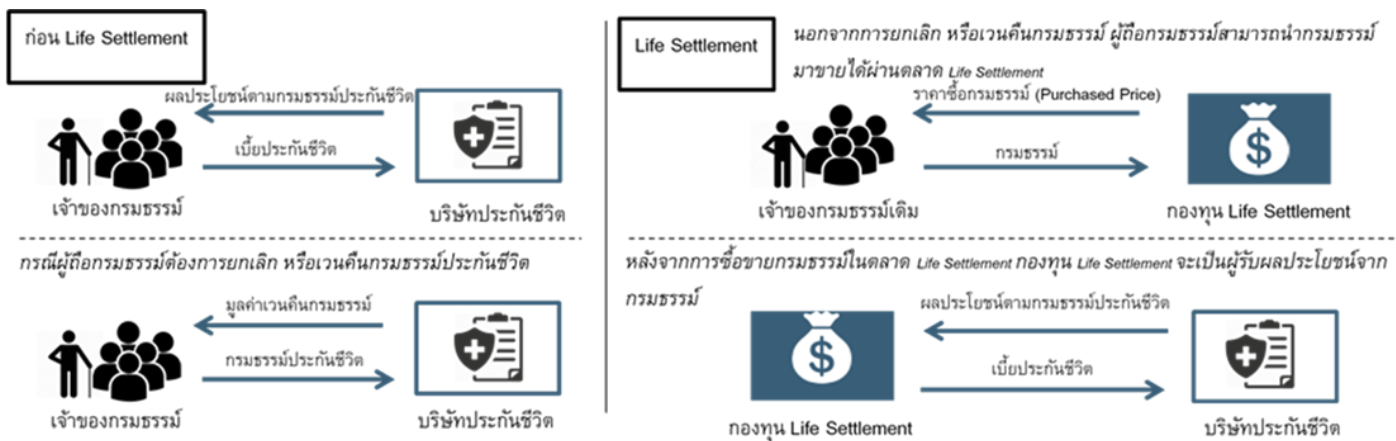 ก่อน Life Settlement
ผลประโยชน์ตามกรมธรรม์ประกันชีวิต
เบี้ยประกันชีวิต
เจ้าของกรมธรรม์
บริษัทประกันชีวิต
กรณีผู้ถือกรมธรรม์ต้องการยกเลิก หรือเวนคืนกรมธรรม์ประกันชีวิต
มูลค่าเวนคืนกรมธรรม์
กรมธรรม์ประกันชีวิต
เจ้าของกรมธรรม์
บริษัทประกันชีวิต
Life Settlement
นอกจากการยกเลิก หรือเวนคืนกรมธรรม์ ผู้ถือกรมธรรม์สามารถนำกรมธรรม์
มาขายได้ผ่านตลาด Life Settlement
ราคาซื้อกรมธรรม์ (Purchased Price)
กรมธรรม์
$
เจ้าของกรมธรรม์เดิม
กองทุน Life Settlement
หลังจากการซื้อขายกรมธรรม์ในตลาด Life Settlement กองทุน Life Settlement จะเป็นผู้รับผลประโยชน์จาก
กรมธรรม์
ผลประโยชน์ตามกรมธรรม์ประกันชีวิต
$
เบี้ยประกันชีวิต
กองทุน Life Settlement
บริษัทประกันชีวิต